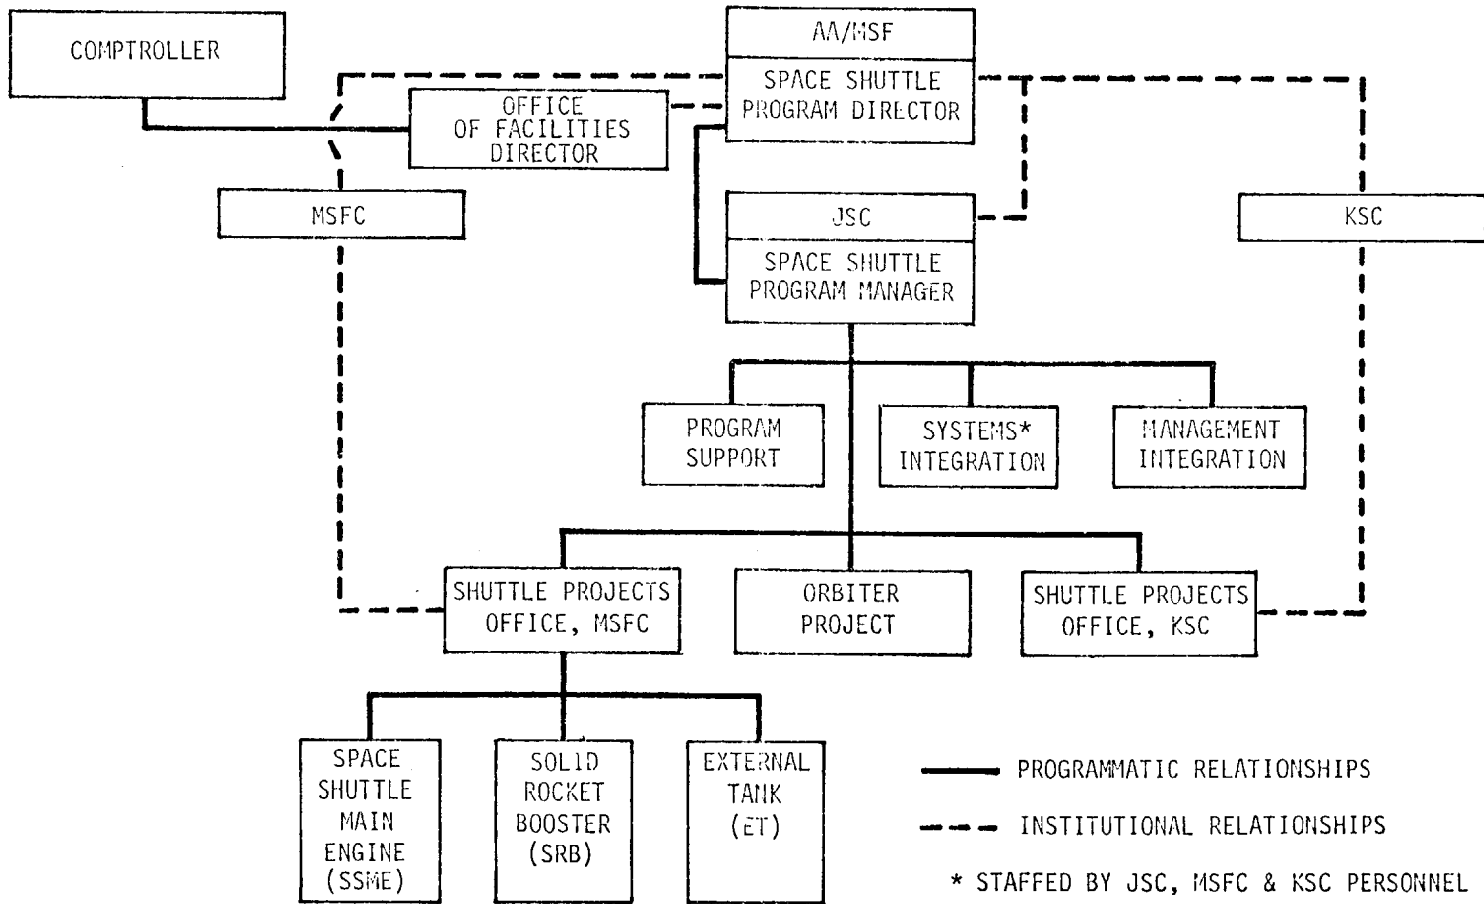 COMPTROLLER
AA/MSF
SPACE SHUTTLE
PROGRAM DIRECTOR
OFFICE
OF FACILITIES
DIRECTOR
MSFC
JSC
KSC
SPACE SHUTTLE
PROGRAM MANAGER
PROGRAM
SUPPORT
SYSTEMS*
INTEGRATION
MANAGEMENT
INTEGRATION
SHUTTLE PROJECTS
OFFICE, MSFC
ORBITER
PROJECT
SHUTTLE PROJECTS
OFFICE, KSC
SPACE
SHUTTLE
MAIN
ENGINE
(SSME)
SOLID
ROCKET
BOOSTER
(SRB)
EXTERNAL
TANK
(ET)
PROGRAMMATIC RELATIONSHIPS
INSTITUTIONAL RELATIONSHIPS
* STAFFED BY JSC, MSFC & KSC PERSONNEL